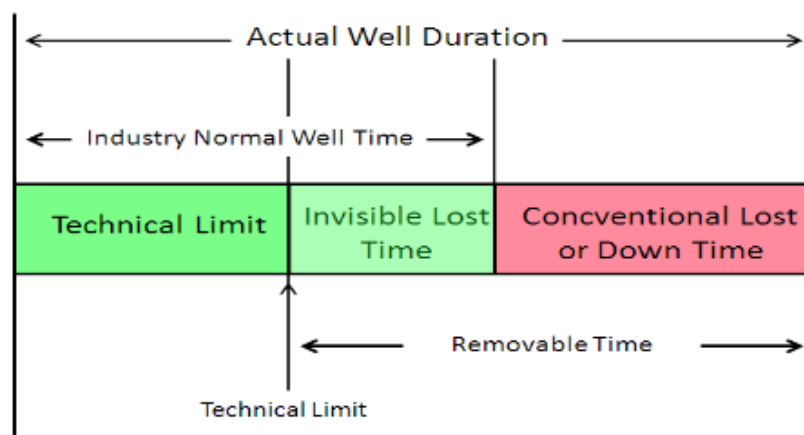 Actual Well Duration
Industry Normal Well Time
Technical Limit
Invisible Lost
Time
Concventional Lost
or Down Time
Removable Time
Technical Limit